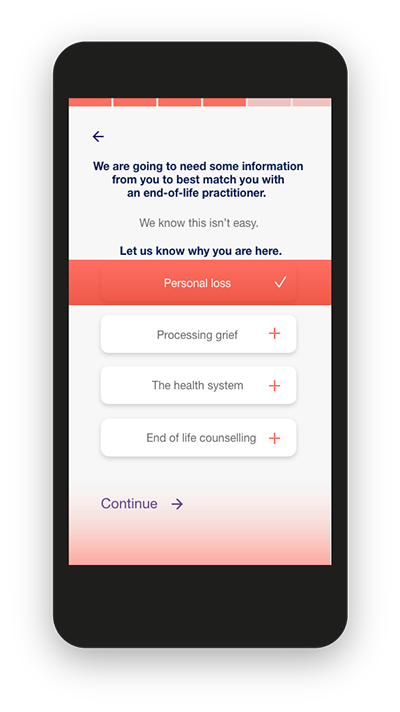 We are going to need some information
from you to best match you with
an end-of-life practitioner.
We know this isn't easy.
Let us know why you are here.
Personal loss
Processing grief
The health system
End of life counselling
Continue